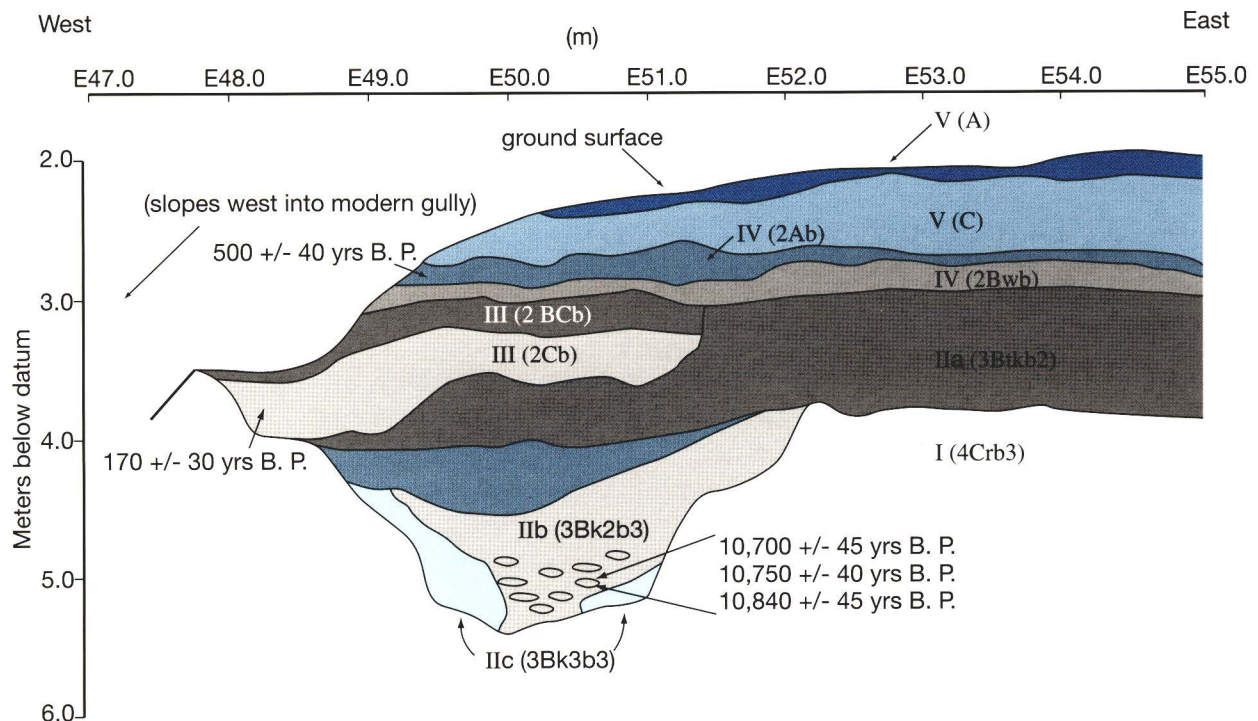 West
East
(m)
E47.0 E48.0 E49.0 E50.0 E51.0 E52.0 E53.0 E54.0 E55.0
V (A)
ground surface
2.0
(slopes west into modern gully)
V (C)
IV (2Ab)
500 +/- 40 yrs B. P.
IV (2Bwb)
3.0
III (2 BCb)
III (2Cb)
IIa (3Btkb2)
4.0
I (4Crb3)
170 +/- 30 yrs B. P.
Meters below datum
IIb (3Bk2b3)
10,700 +/- 45 yrs B. P.
10,750 +/- 40 yrs B. P.
10,840 +/- 45 yrs B. P.
5.0
IIc (3Bk3b3)
6.0